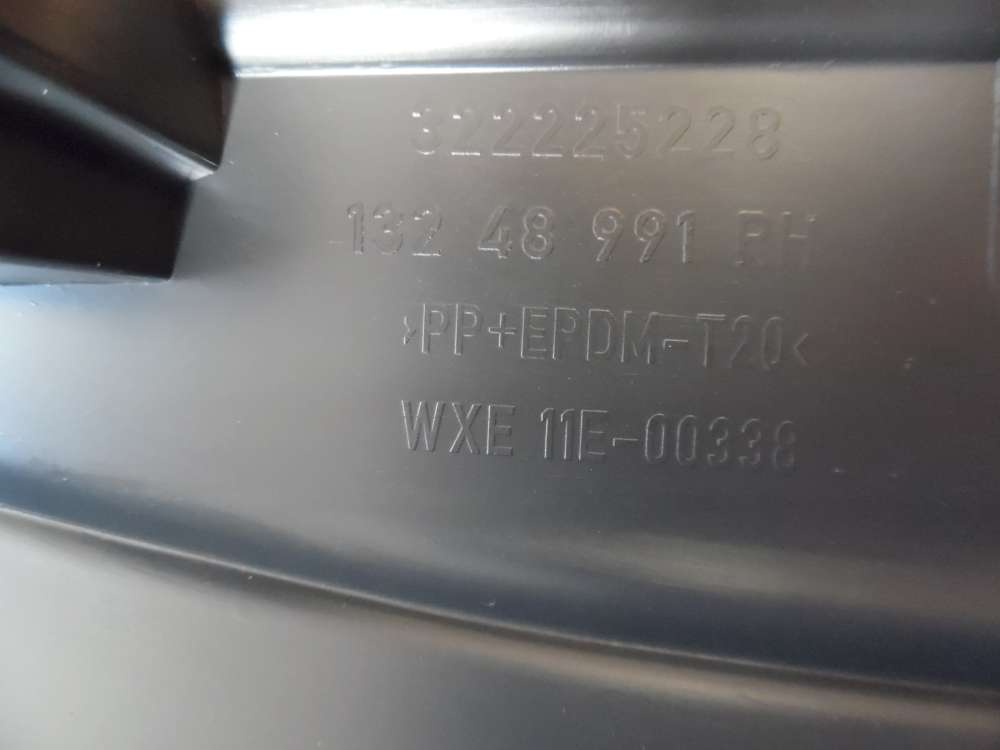 322225228
132 48 991 RH
>PP+EPDM-T20<
WXE 11E-00338